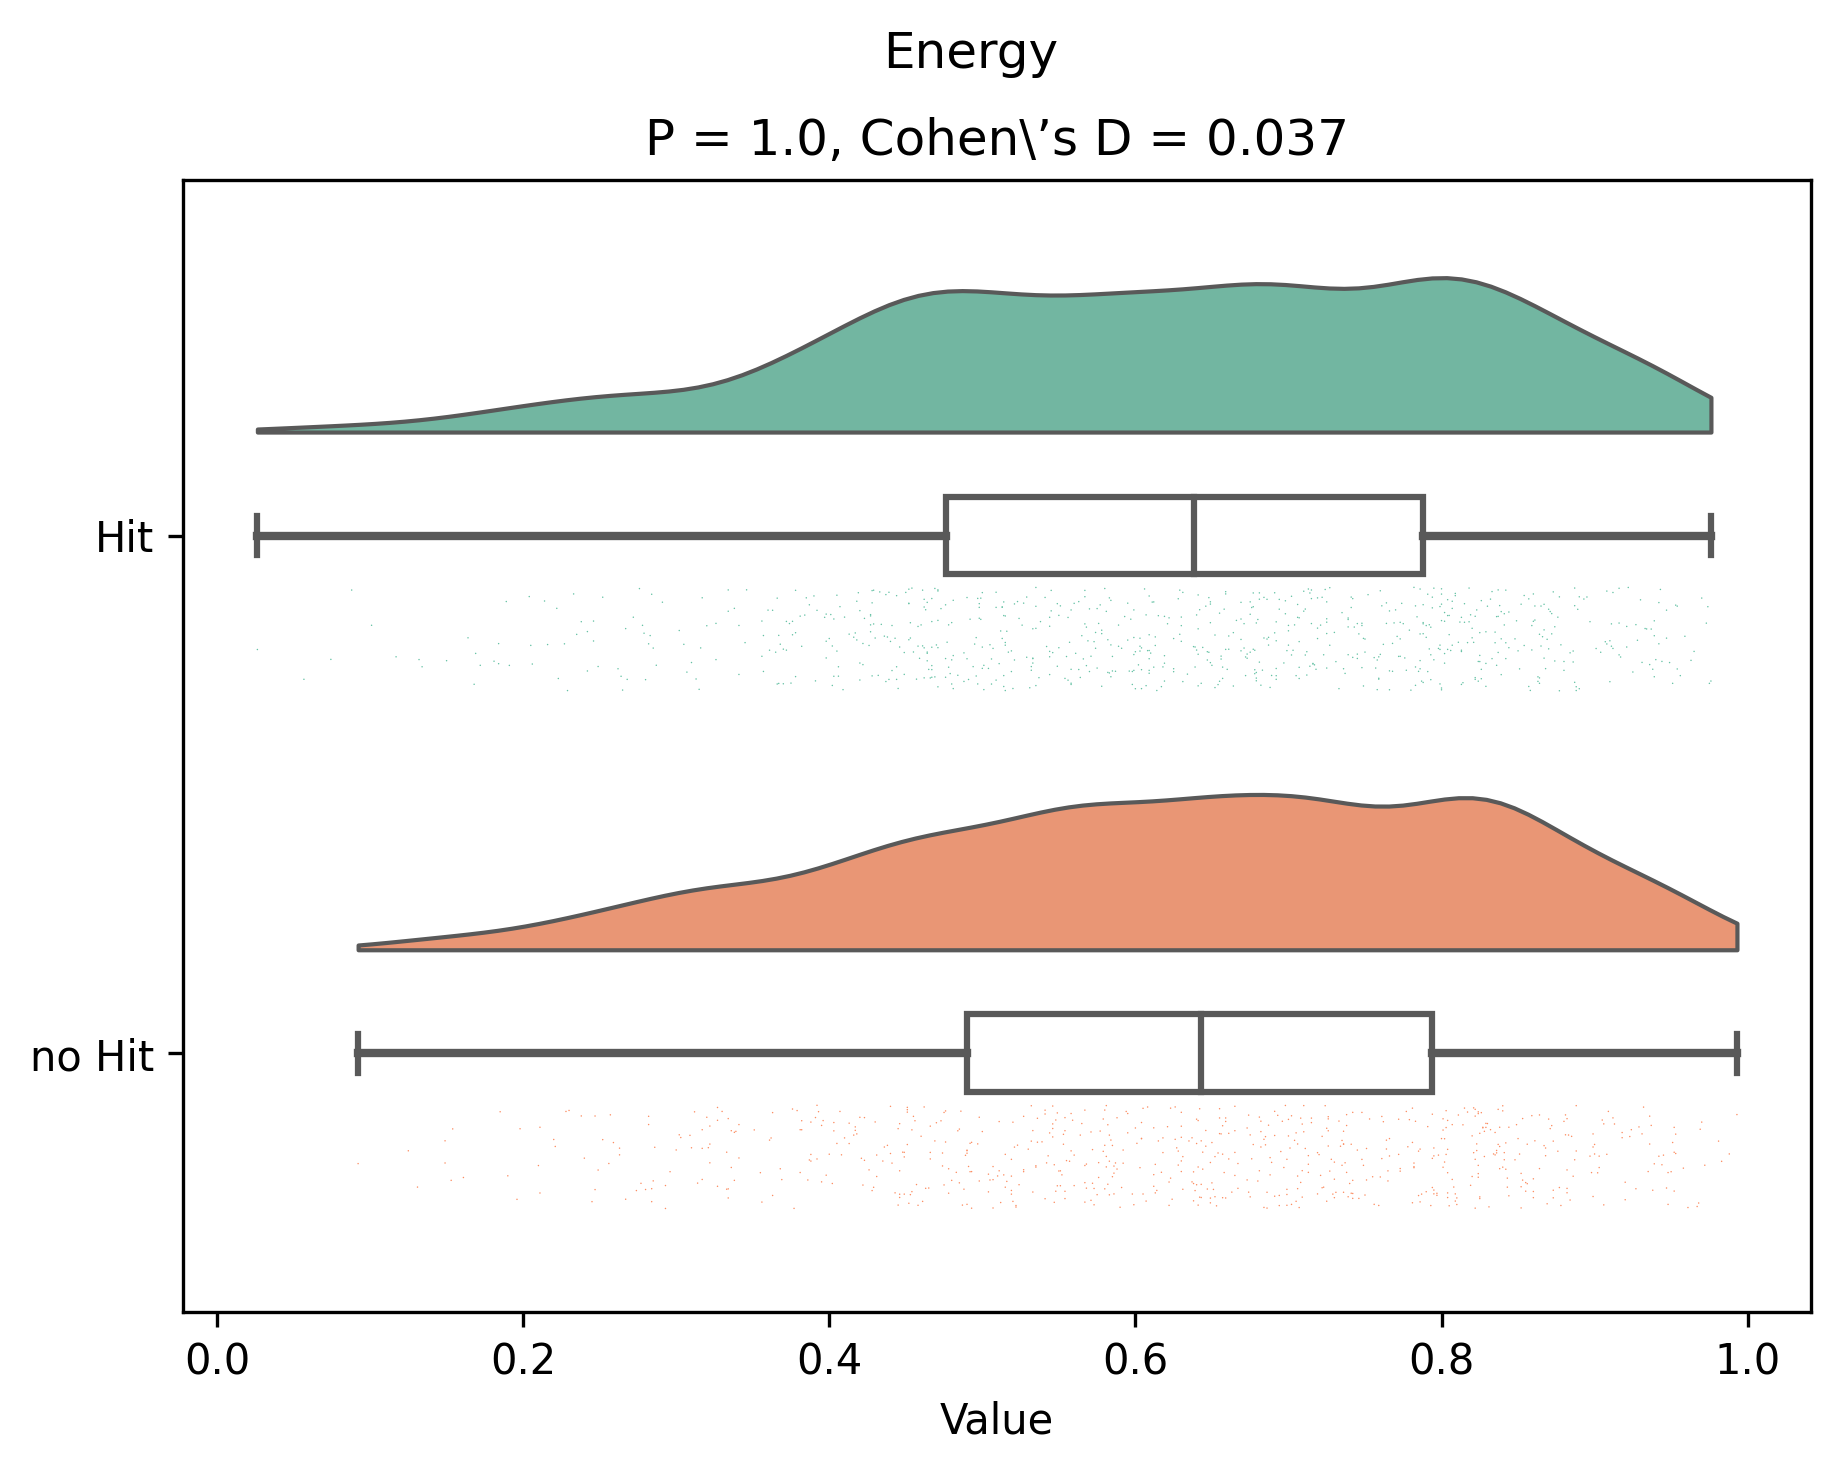 Energy
P = 1.0, Cohen\’s D = 0.037
Hit
no Hit
0.0 0.2 0.4 0.6 0.8 1.0
Value